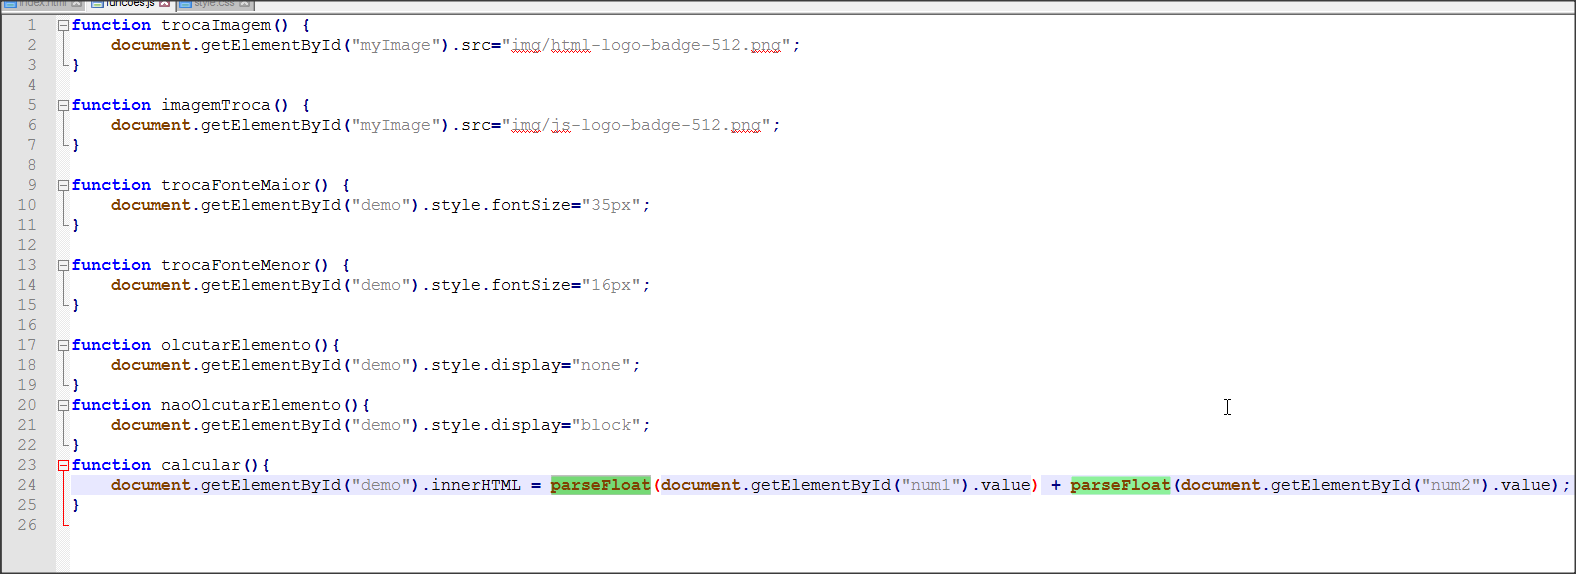 index.html funcoes.js style.css
1 function trocaImagem() {
2 document.getElementById("myImage").src="img/html-logo-badge-512.png";
3 }
4
5 function imagemTroca() {
6 document.getElementById("myImage").src="img/js-logo-badge-512.png";
7 }
8
9 function trocaFonteMaior() {
10 document.getElementById("demo").style.fontSize="35px";
11 }
12
13 function trocaFonteMenor() {
14 document.getElementById("demo").style.fontSize="16px";
15 }
16
17 function olcutarElemento(){
18 document.getElementById("demo").style.display="none";
19 }
20 function naoOlcutarElemento(){
21 document.getElementById("demo").style.display="block";
22 }
23 function calcular(){
24 document.getElementById("demo").innerHTML = parseFloat(document.getElementById("num1").value) + parseFloat(document.getElementById("num2").value);
25 }
26